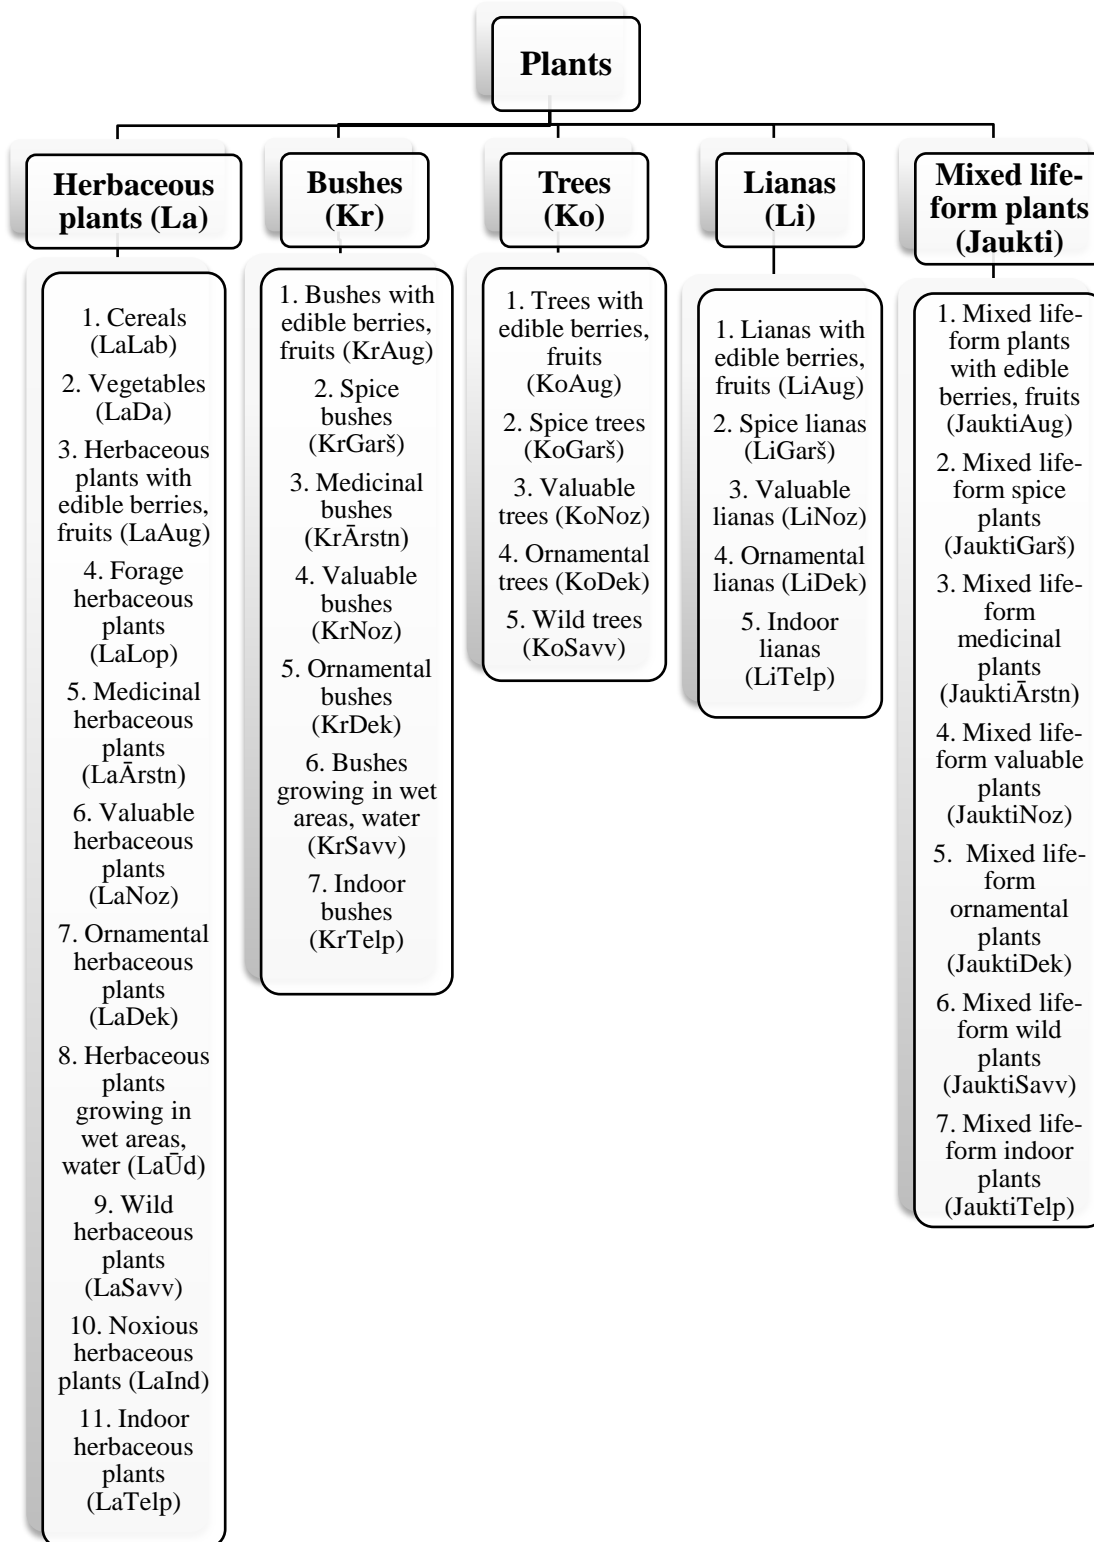 Plants
Herbaceous
plants (La)
1. Cereals
(LaLab)
2. Vegetables
(LaDa)
3. Herbaceous
plants with
edible berries,
fruits (LaAug)
4. Forage
herbaceous
plants
(LaLop)
5. Medicinal
herbaceous
plants
(LaĀrstn)
6. Valuable
herbaceous
plants
(LaNoz)
7. Ornamental
herbaceous
plants
(LaDek)
8. Herbaceous
plants
growing in
wet areas,
water (LaŪd)
9. Wild
herbaceous
plants
(LaSavv)
10. Noxious
herbaceous
plants (LaInd)
11. Indoor
herbaceous
plants
(LaTelp)
Bushes
(Kr)
1. Bushes with
edible berries,
fruits (KrAug)
2. Spice
bushes
(KrGarš)
3. Medicinal
bushes
(KrĀrstn)
4. Valuable
bushes
(KrNoz)
5. Ornamental
bushes
(KrDek)
6. Bushes
growing in wet
areas, water
(KrSavv)
7. Indoor
bushes
(KrTelp)
Trees
(Ko)
1. Trees with
edible berries,
fruits
(KoAug)
2. Spice trees
(KoGarš)
3. Valuable
trees (KoNoz)
4. Ornamental
trees (KoDek)
5. Wild trees
(KoSavv)
Lianas
(Li)
1. Lianas with
edible berries,
fruits (LiAug)
2. Spice lianas
(LiGarš)
3. Valuable
lianas (LiNoz)
4. Ornamental
lianas (LiDek)
5. Indoor
lianas
(LiTelp)
Mixed life-
form plants
(Jaukti)
1. Mixed life-
form plants
with edible
berries, fruits
(JauktiAug)
2. Mixed life-
form spice
plants
(JauktiGarš)
3. Mixed life-
form
medicinal
plants
(JauktiĀrstn)
4. Mixed life-
form valuable
plants
(JauktiNoz)
5. Mixed life-
form
ornamental
plants
(JauktiDek)
6. Mixed life-
form wild
plants
(JauktiSavv)
7. Mixed life-
form indoor
plants
(JauktiTelp)